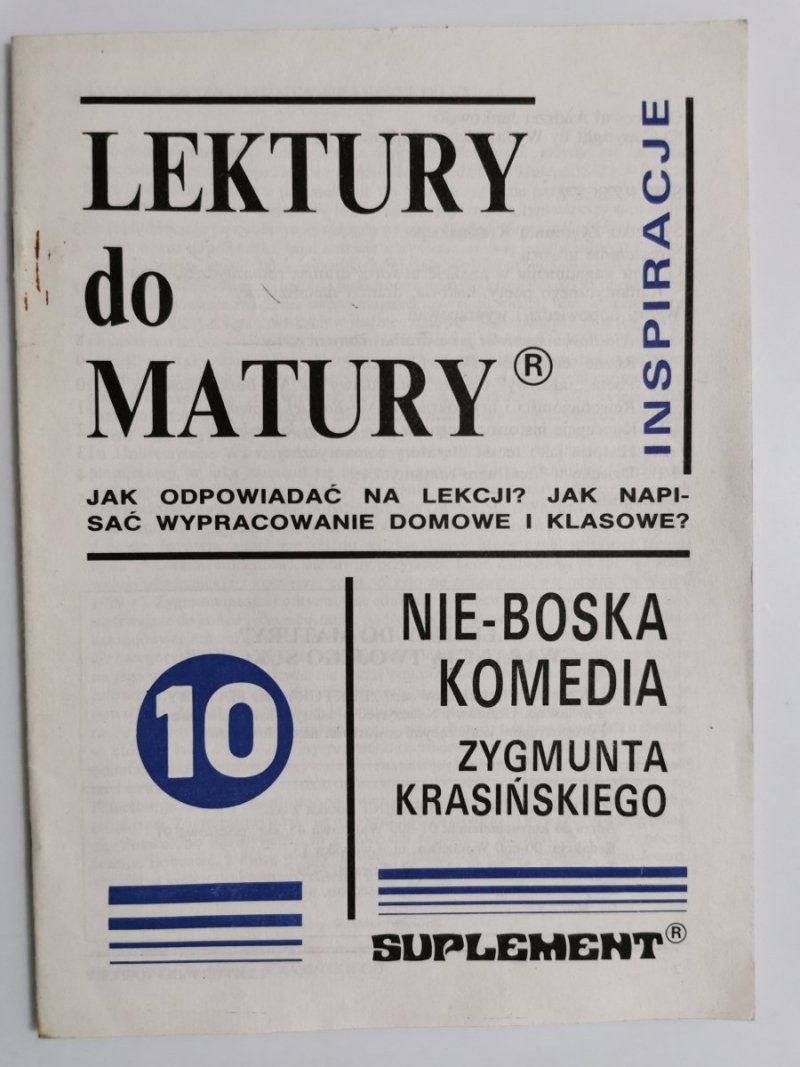 LEKTURY
do
MATURY ®
INSPIRACJE
JAK ODPOWIADAĆ NA LEKCJI? JAK NAPI-
SAĆ WYPRACOWANIE DOMOWE I KLASOWE?
10
NIE-BOSKA
KOMEDIA
ZYGMUNTA
KRASIŃSKIEGO
SUPLEMENT ®